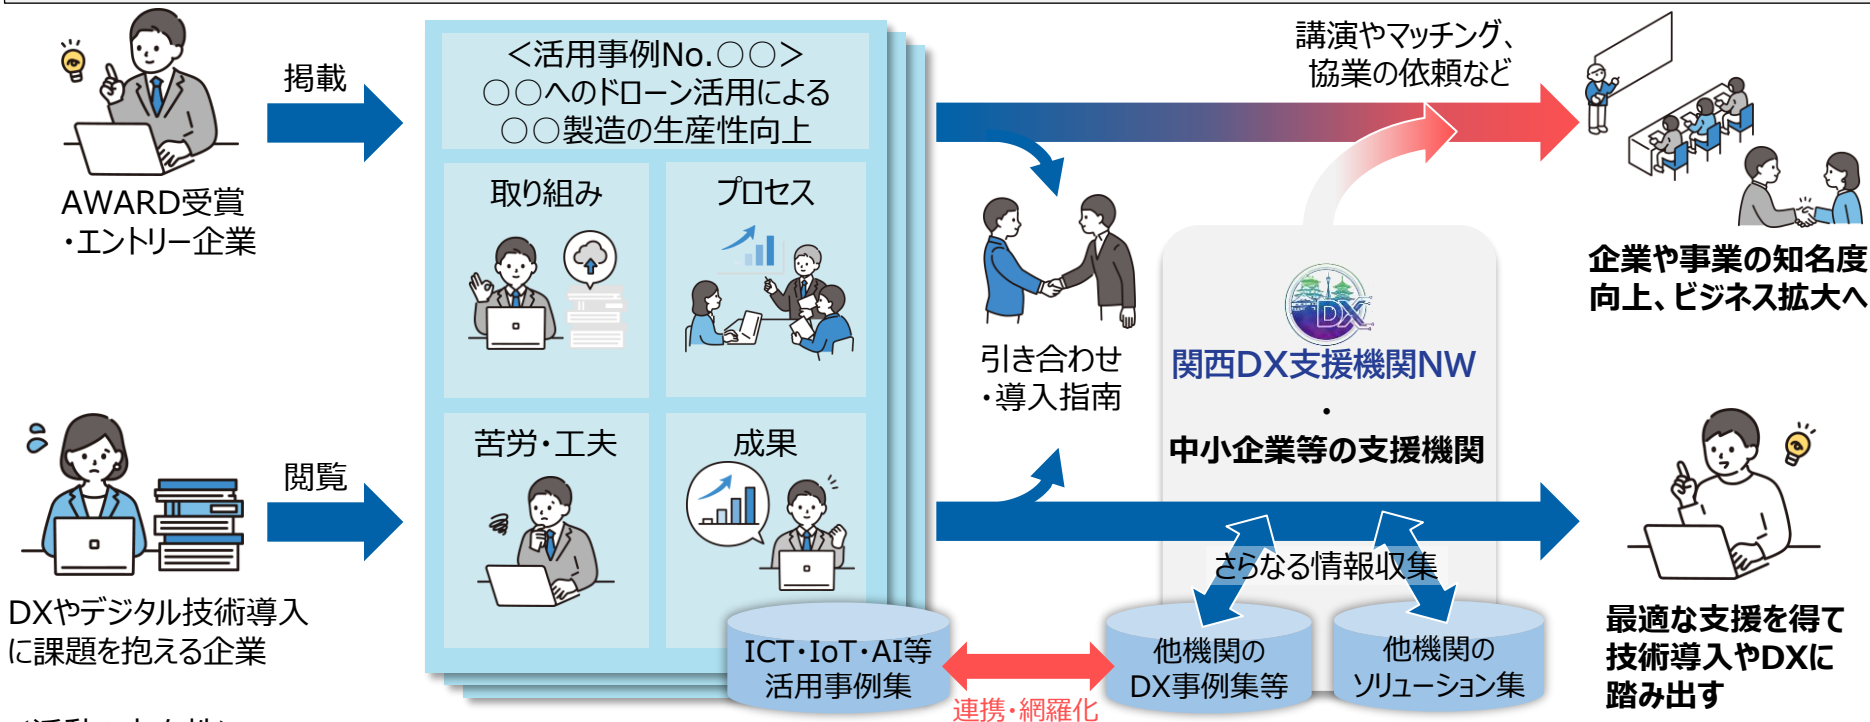 掲載
AWARD受賞
・エントリー企業
閲覧
DXやデジタル技術導入
に課題を抱える企業
＜活用事例No.○○＞
○○へのドローン活用による
○○製造の生産性向上
取り組み
プロセス
苦労・工夫
成果
ICT・IoT・AI等
活用事例集
連携・網羅化
引き合わせ
・導入指南
講演やマッチング、
協業の依頼など
DX
関西DX支援機関NW
・
中小企業等の支援機関
さらなる情報収集
他機関の
DX事例集等
他機関の
ソリューション集
企業や事業の知名度
向上、ビジネス拡大へ
最適な支援を得て
技術導入やDXに
踏み出す